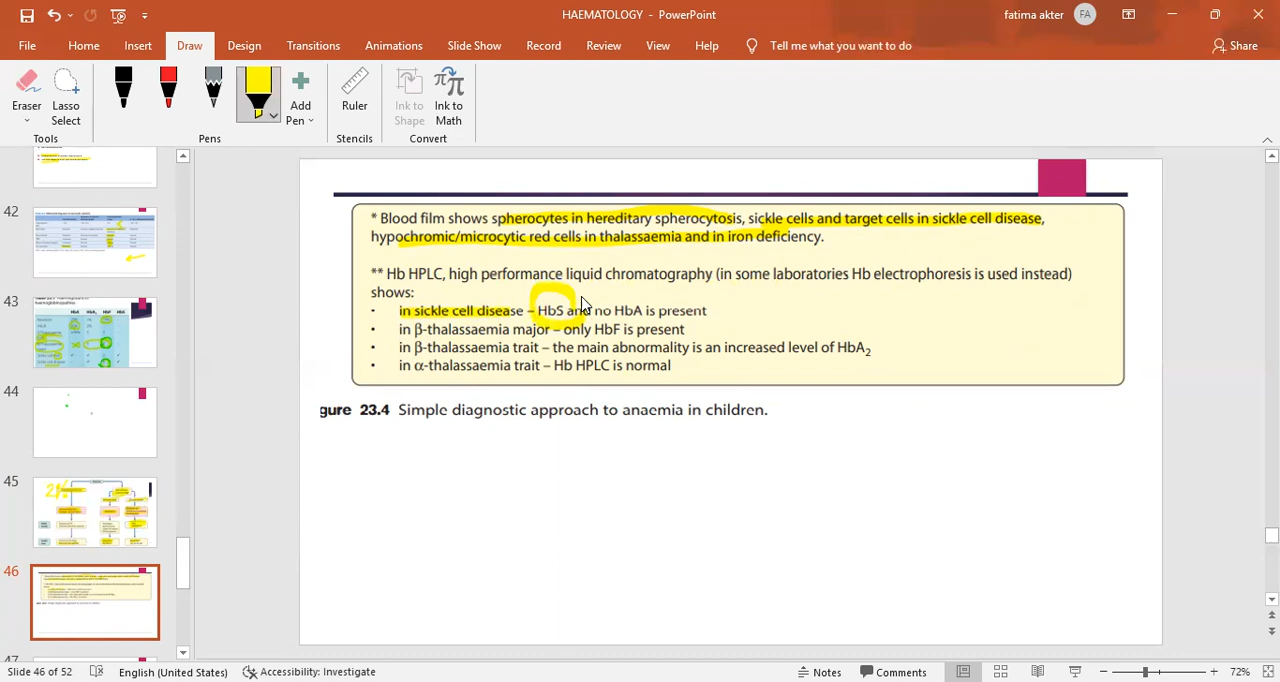 HAEMATOLOGY - PowerPoint
fatima akter
FA
File Home Insert Draw Design Transitions Animations Slide Show Record Review View Help Tell me what you want to do Share
Eraser
Lasso
Select
Add
Pen
Ruler
Ink to
Shape
Ink to
Math
Tools Pens Stencils Convert
42
43
44
45
2%
46
47
* Blood film shows spherocytes in hereditary spherocytosis, sickle cells and target cells in sickle cell disease,
hypochromic/microcytic red cells in thalassaemia and in iron deficiency.
** Hb HPLC, high performance liquid chromatography (in some laboratories Hb electrophoresis is used instead)
shows:
• in sickle cell disease – HbS and no HbA is present
• in β-thalassaemia major – only HbF is present
• in β-thalassaemia trait – the main abnormality is an increased level of HbA2
• in α-thalassaemia trait – Hb HPLC is normal
gure 23.4 Simple diagnostic approach to anaemia in children.
Slide 46 of 52 English (United States) Accessibility: Investigate Notes Comments 72%